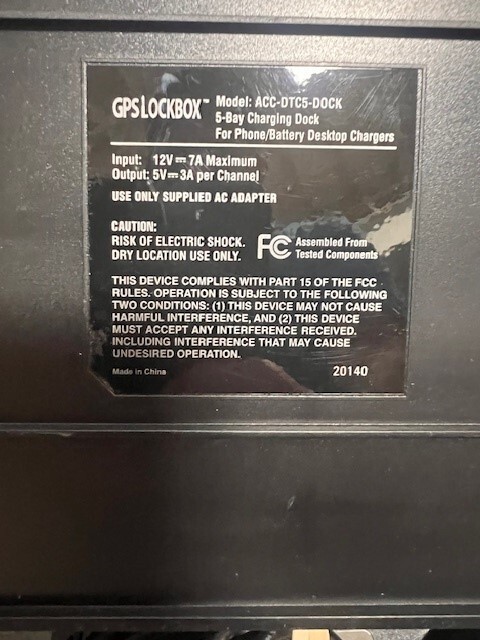 GPSLOCKBOX™ Model: ACC-DTC5-DOCK
5-Bay Charging Dock
For Phone/Battery Desktop Chargers
Input: 12V⎓7A Maximum
Output: 5V⎓3A per Channel
USE ONLY SUPPLIED AC ADAPTER
CAUTION:
RISK OF ELECTRIC SHOCK.
DRY LOCATION USE ONLY.
FC Assembled From
Tested Components
THIS DEVICE COMPLIES WITH PART 15 OF THE FCC
RULES. OPERATION IS SUBJECT TO THE FOLLOWING
TWO CONDITIONS: (1) THIS DEVICE MAY NOT CAUSE
HARMFUL INTERFERENCE, AND (2) THIS DEVICE
MUST ACCEPT ANY INTERFERENCE RECEIVED,
INCLUDING INTERFERENCE THAT MAY CAUSE
UNDESIRED OPERATION.
Made in China 20140